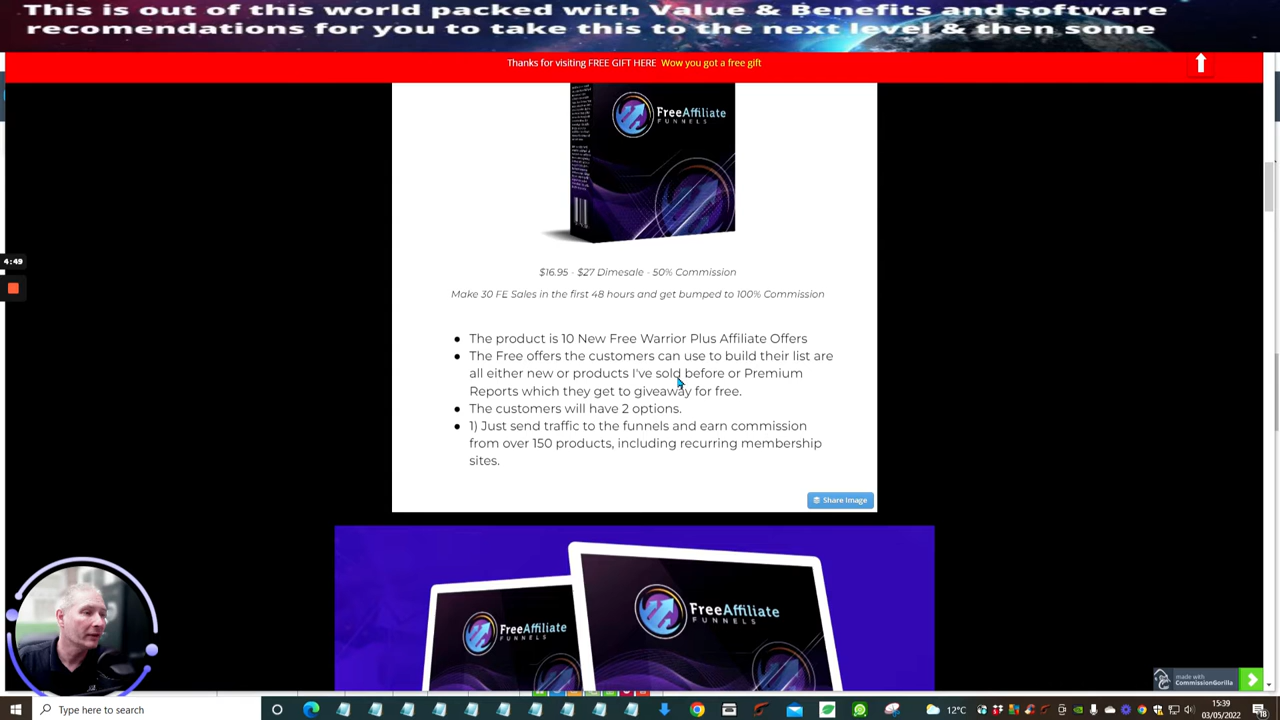 This is out of this world packed with Value & Benefits and software
recomendations for you to take this to the next level & then some
Thanks for visiting FREE GIFT HERE Wow you got a free gift
FreeAffiliate
FUNNELS
4:49
$16.95 - $27 Dimesale - 50% Commission
Make 30 FE Sales in the first 48 hours and get bumped to 100% Commission
The product is 10 New Free Warrior Plus Affiliate Offers
The Free offers the customers can use to build their list are
all either new or products I've sold before or Premium
Reports which they get to giveaway for free.
The customers will have 2 options.
1) Just send traffic to the funnels and earn commission
from over 150 products, including recurring membership
sites.
Share Image
FreeAffiliate
FUNNELS
FreeAffiliate
FUNNELS
made with
CommissionGorilla
Type here to search
12°C
15:39
03/05/2022